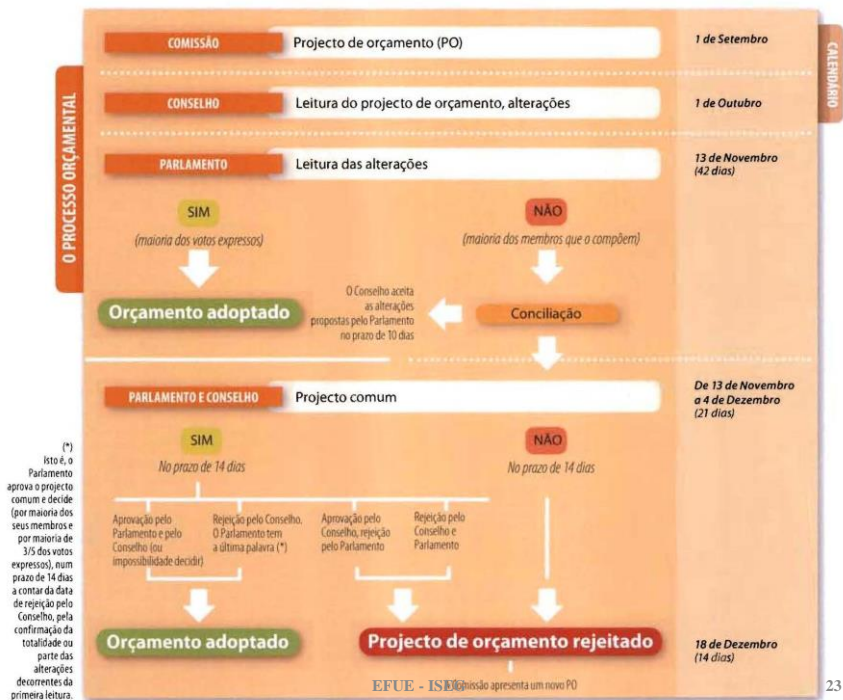 O PROCESSO ORÇAMENTAL
CALENDÁRIO
COMISSÃO
Projecto de orçamento (PO)
1 de Setembro
CONSELHO
Leitura do projecto de orçamento, alterações
1 de Outubro
PARLAMENTO
Leitura das alterações
13 de Novembro
(42 dias)
SIM
(maioria dos votos expressos)
NÃO
(maioria dos membros que o compõem)
Orçamento adoptado
O Conselho aceita
as alterações
propostas pelo Parlamento
no prazo de 10 dias
Conciliação
PARLAMENTO E CONSELHO
Projecto comum
De 13 de Novembro
a 4 de Dezembro
(21 dias)
SIM
No prazo de 14 dias
NÃO
No prazo de 14 dias
Aprovação pelo
Parlamento e pelo
Conselho (ou
impossibilidade decidir)
Rejeição pelo Conselho.
O Parlamento tem
a última palavra (*)
Aprovação pelo
Conselho, rejeição
pelo Parlamento
Rejeição pelo
Conselho e
Parlamento
Orçamento adoptado
Projecto de orçamento rejeitado
18 de Dezembro
(14 dias)
(*)
Isto é, o
Parlamento
aprova o projecto
comum e decide
(por maioria dos
seus membros e
por maioria de
3/5 dos votos
expressos), num
prazo de 14 dias
a contar da data
de rejeição pelo
Conselho, pela
confirmação da
totalidade ou
parte das
alterações
decorrentes da
primeira leitura.
EFUE - ISEG
apresenta um novo PO
23